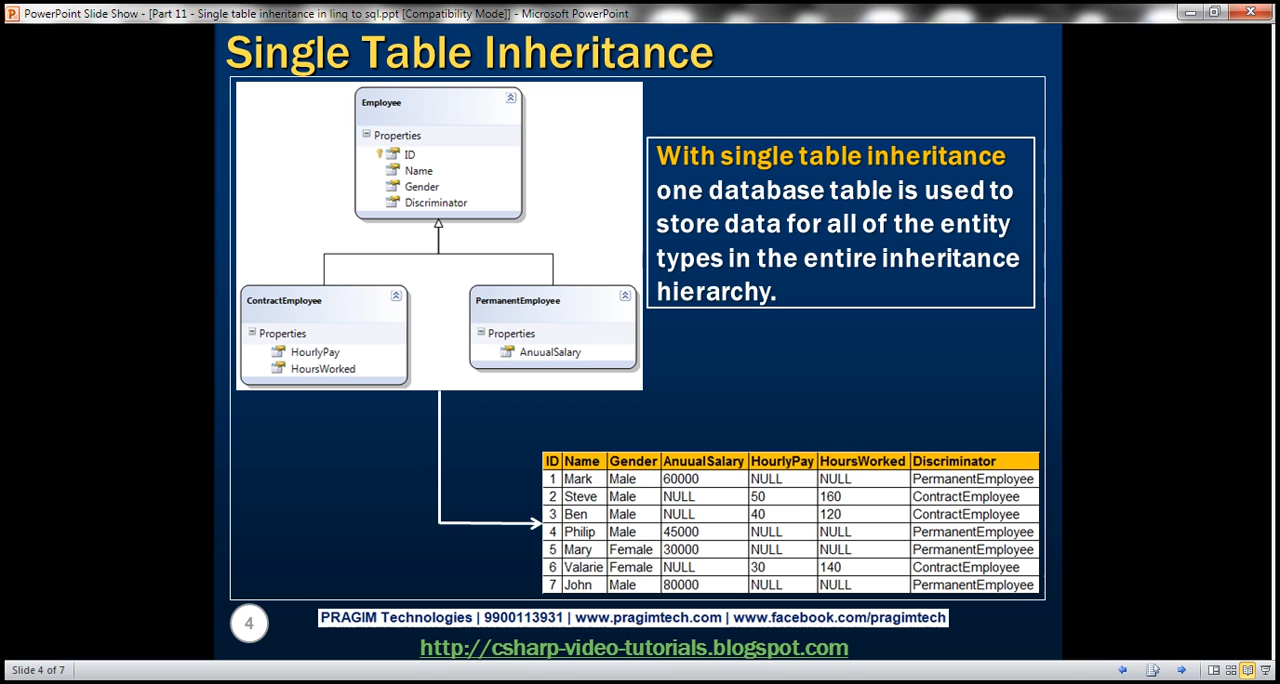 PowerPoint Slide Show - [Part 11 - Single table inheritance in linq to sql.ppt [Compatibility Mode]] - Microsoft PowerPoint
Single Table Inheritance
Employee
Properties
ID
Name
Gender
Discriminator
ContractEmployee
Properties
HourlyPay
HoursWorked
PermanentEmployee
Properties
AnuualSalary
With single table inheritance
one database table is used to
store data for all of the entity
types in the entire inheritance
hierarchy.
ID Name Gender AnuualSalary HourlyPay HoursWorked Discriminator
1 Mark Male 60000 NULL NULL PermanentEmployee
2 Steve Male NULL 50 160 ContractEmployee
3 Ben Male NULL 40 120 ContractEmployee
4 Philip Male 45000 NULL NULL PermanentEmployee
5 Mary Female 30000 NULL NULL PermanentEmployee
6 Valarie Female NULL 30 140 ContractEmployee
7 John Male 80000 NULL NULL PermanentEmployee
4
PRAGIM Technologies | 9900113931 | www.pragimtech.com | www.facebook.com/pragimtech
http://csharp-video-tutorials.blogspot.com
Slide 4 of 7